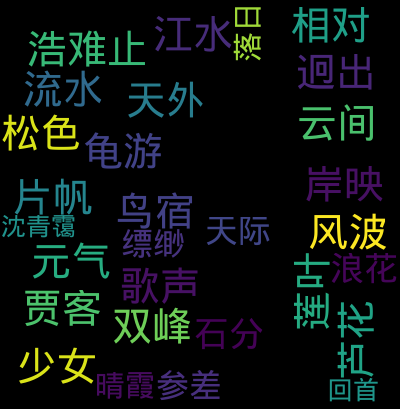 相对
江水
落日
浩难止
迥出
流水
天外
云间
松色
龟游
岸映
片帆
鸟宿
沈青霭
风波
天际
缥缈
元气
浪花
歌声
莲叶
贾客
双峰
石分
芦花
少女
晴霞
参差
回首